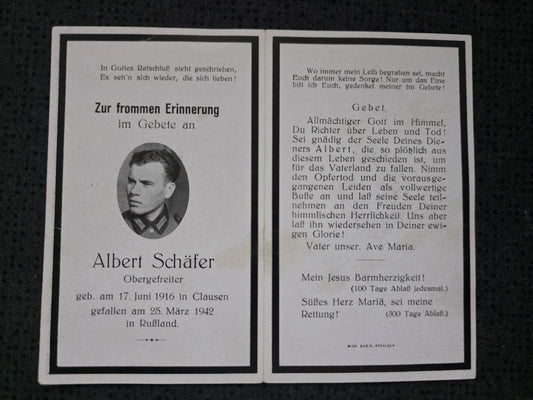 In Gottes Ratschluß steht geschrieben,
Es seh'n sich wieder, die sich lieben!
Zur frommen Erinnerung
im Gebete an
Albert Schäfer
Obergefreiter
geb. am 17. Juni 1916 in Clausen
gefallen am 25. März 1942
in Rußland.
Wo immer mein Leib begraben sei, macht
Euch darum keine Sorge! Nur um das Eine
bitt ich Euch, gedenket meiner im Gebete!
Gebet.
Allmächtiger Gott im Himmel,
Du Richter über Leben und Tod!
Sei gnädig der Seele Deines Die-
ners Albert, die so plötzlich aus
diesem Leben geschieden ist, um
für das Vaterland zu fallen. Nimm
den Opfertod und die vorausge-
gangenen Leiden als vollwertige
Buße an und laß seine Seele teil-
nehmen an den Freuden Deiner
himmlischen Herrlichkeit. Uns aber
laß ihn wiedersehen in Deiner ewi-
gen Glorie!
Vater unser. Ave Maria.
Mein Jesus Barmherzigkeit!
(100 Tage Ablaß jedesmal.)
Süßes Herz Mariä, sei meine
Rettung! (300 Tage Ablaß.)